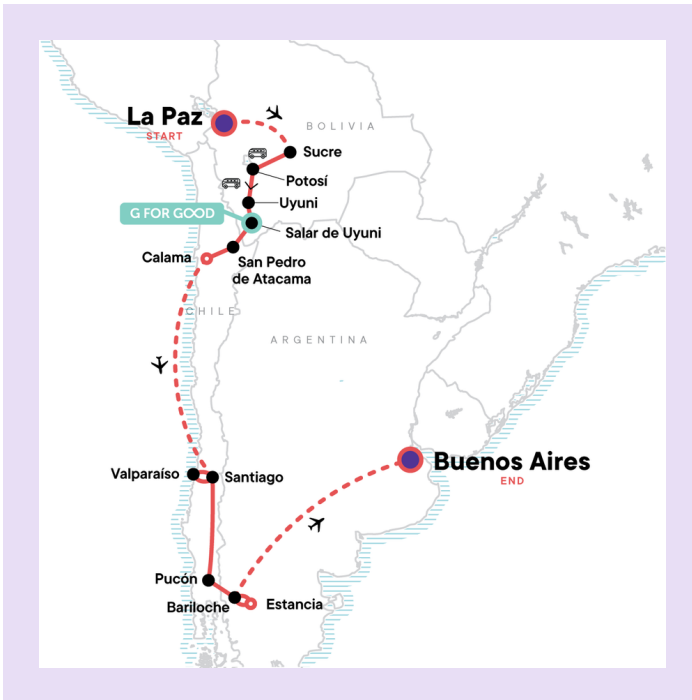 La Paz
START
BOLIVIA
Sucre
Potosí
Uyuni
G FOR GOOD
Salar de Uyuni
Calama
San Pedro
de Atacama
CHILE
ARGENTINA
Buenos Aires
END
Valparaíso
Santiago
Pucón
Bariloche
Estancia